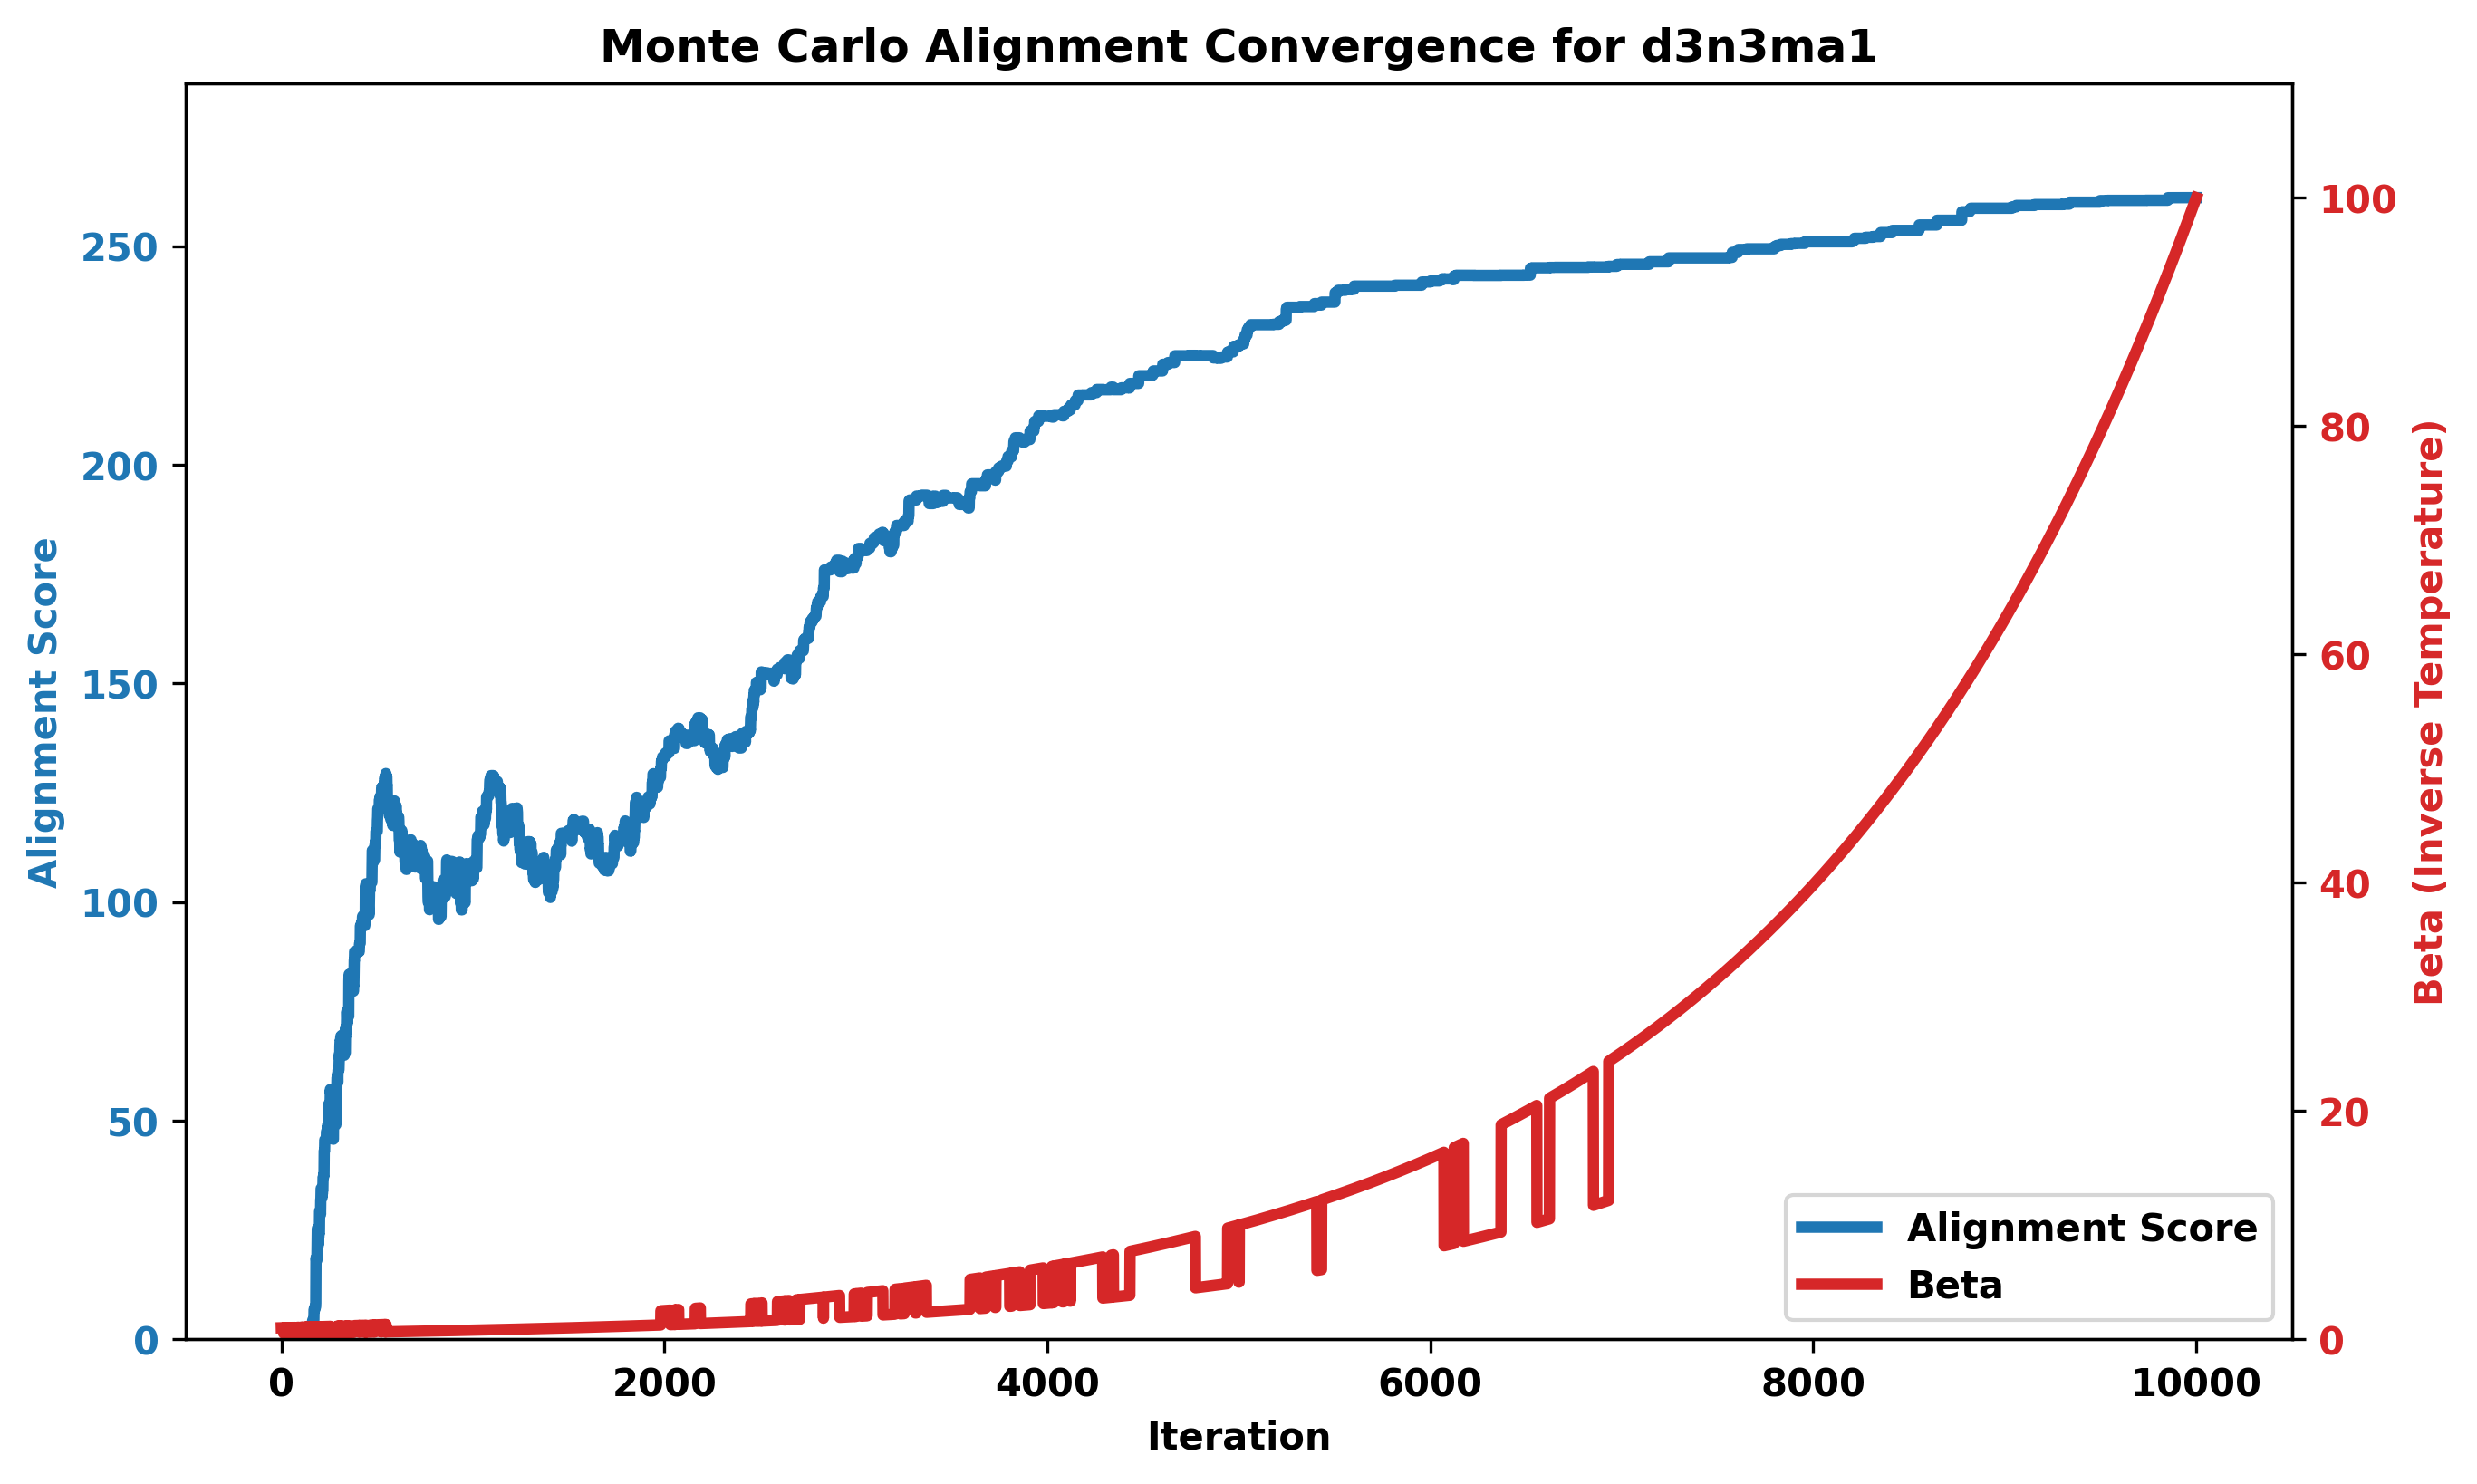 Monte Carlo Alignment Convergence for d3n3ma1
Alignment Score
250
200
150
100
50
0
Beta (Inverse Temperature)
100
80
60
40
20
0
Alignment Score
Beta
0 2000 4000 6000 8000 10000
Iteration